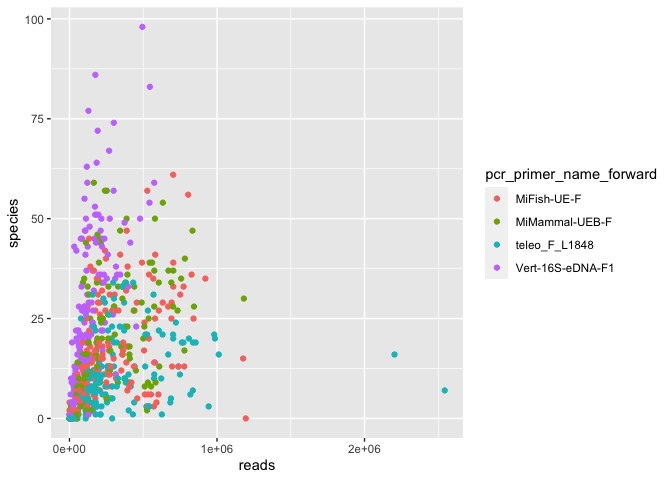 100
75
50
25
0
species
0e+00 1e+06 2e+06
reads
pcr_primer_name_forward
MiFish-UE-F
MiMammal-UEB-F
teleo_F_L1848
Vert-16S-eDNA-F1